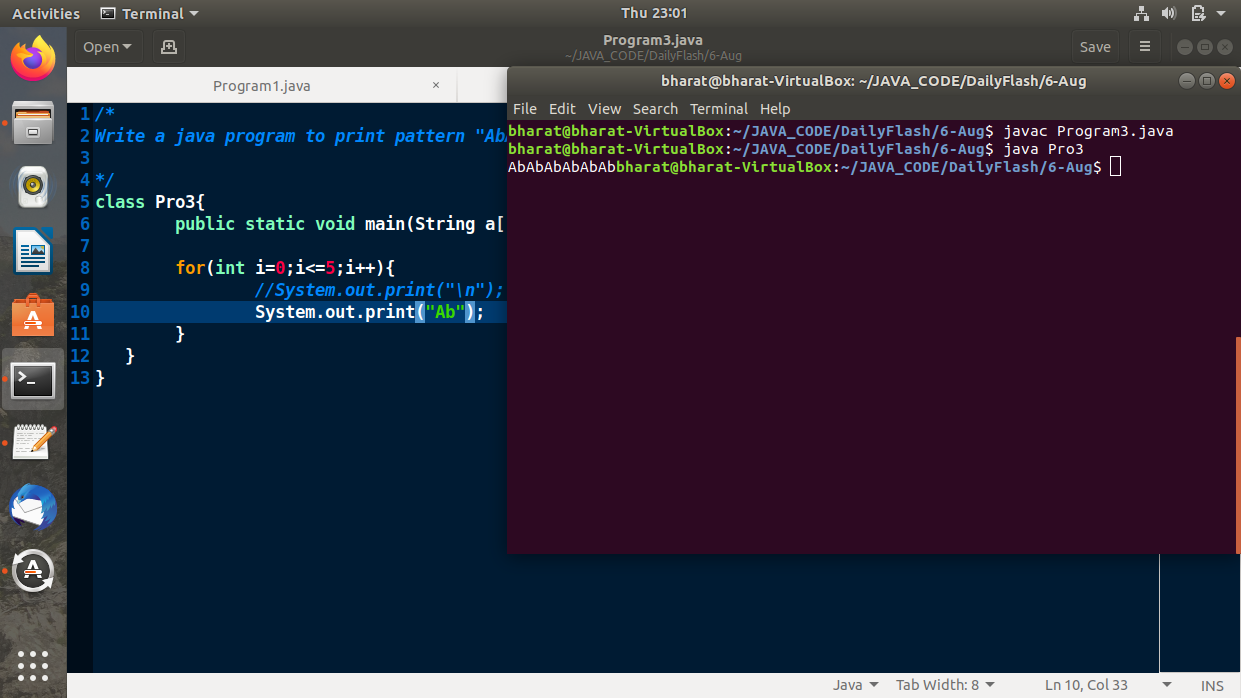 Activities Terminal Thu 23:01
Open Program3.java Save
~/JAVA_CODE/DailyFlash/6-Aug
Program1.java ×
1 /*
2 Write a java program to print pattern "Ab
3
4 */
5 class Pro3{
6 public static void main(String a[
7
8 for(int i=0;i<=5;i++){
9 //System.out.print("\n");
10 System.out.print("Ab");
11 }
12 }
13 }
bharat@bharat-VirtualBox: ~/JAVA_CODE/DailyFlash/6-Aug
File Edit View Search Terminal Help
bharat@bharat-VirtualBox:~/JAVA_CODE/DailyFlash/6-Aug$ javac Program3.java
bharat@bharat-VirtualBox:~/JAVA_CODE/DailyFlash/6-Aug$ java Pro3
AbAbAbAbAbAbbharat@bharat-VirtualBox:~/JAVA_CODE/DailyFlash/6-Aug$
Java Tab Width: 8 Ln 10, Col 33 INS